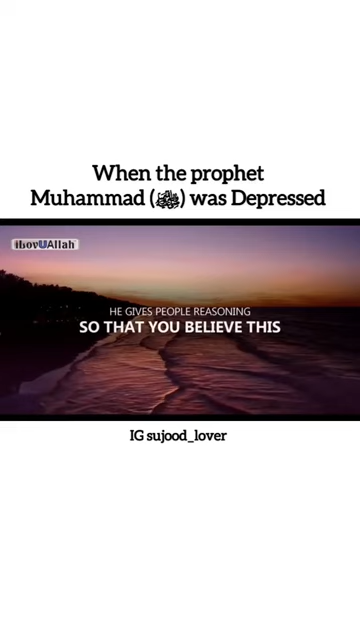 When the prophet
Muhammad (ﷺ) was Depressed
iLovUAllah
HE GIVES PEOPLE REASONING
SO THAT YOU BELIEVE THIS
IG sujood_lover